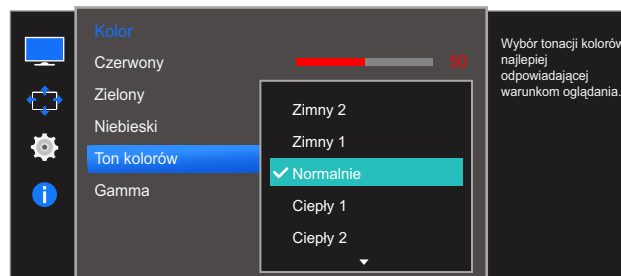 Kolor
Czerwony
50
Zielony
Niebieski
Ton kolorów
Gamma
Zimny 2
Zimny 1
Normalnie
Ciepły 1
Ciepły 2
Wybór tonacji kolorów
najlepiej
odpowiadającej
warunkom oglądania.